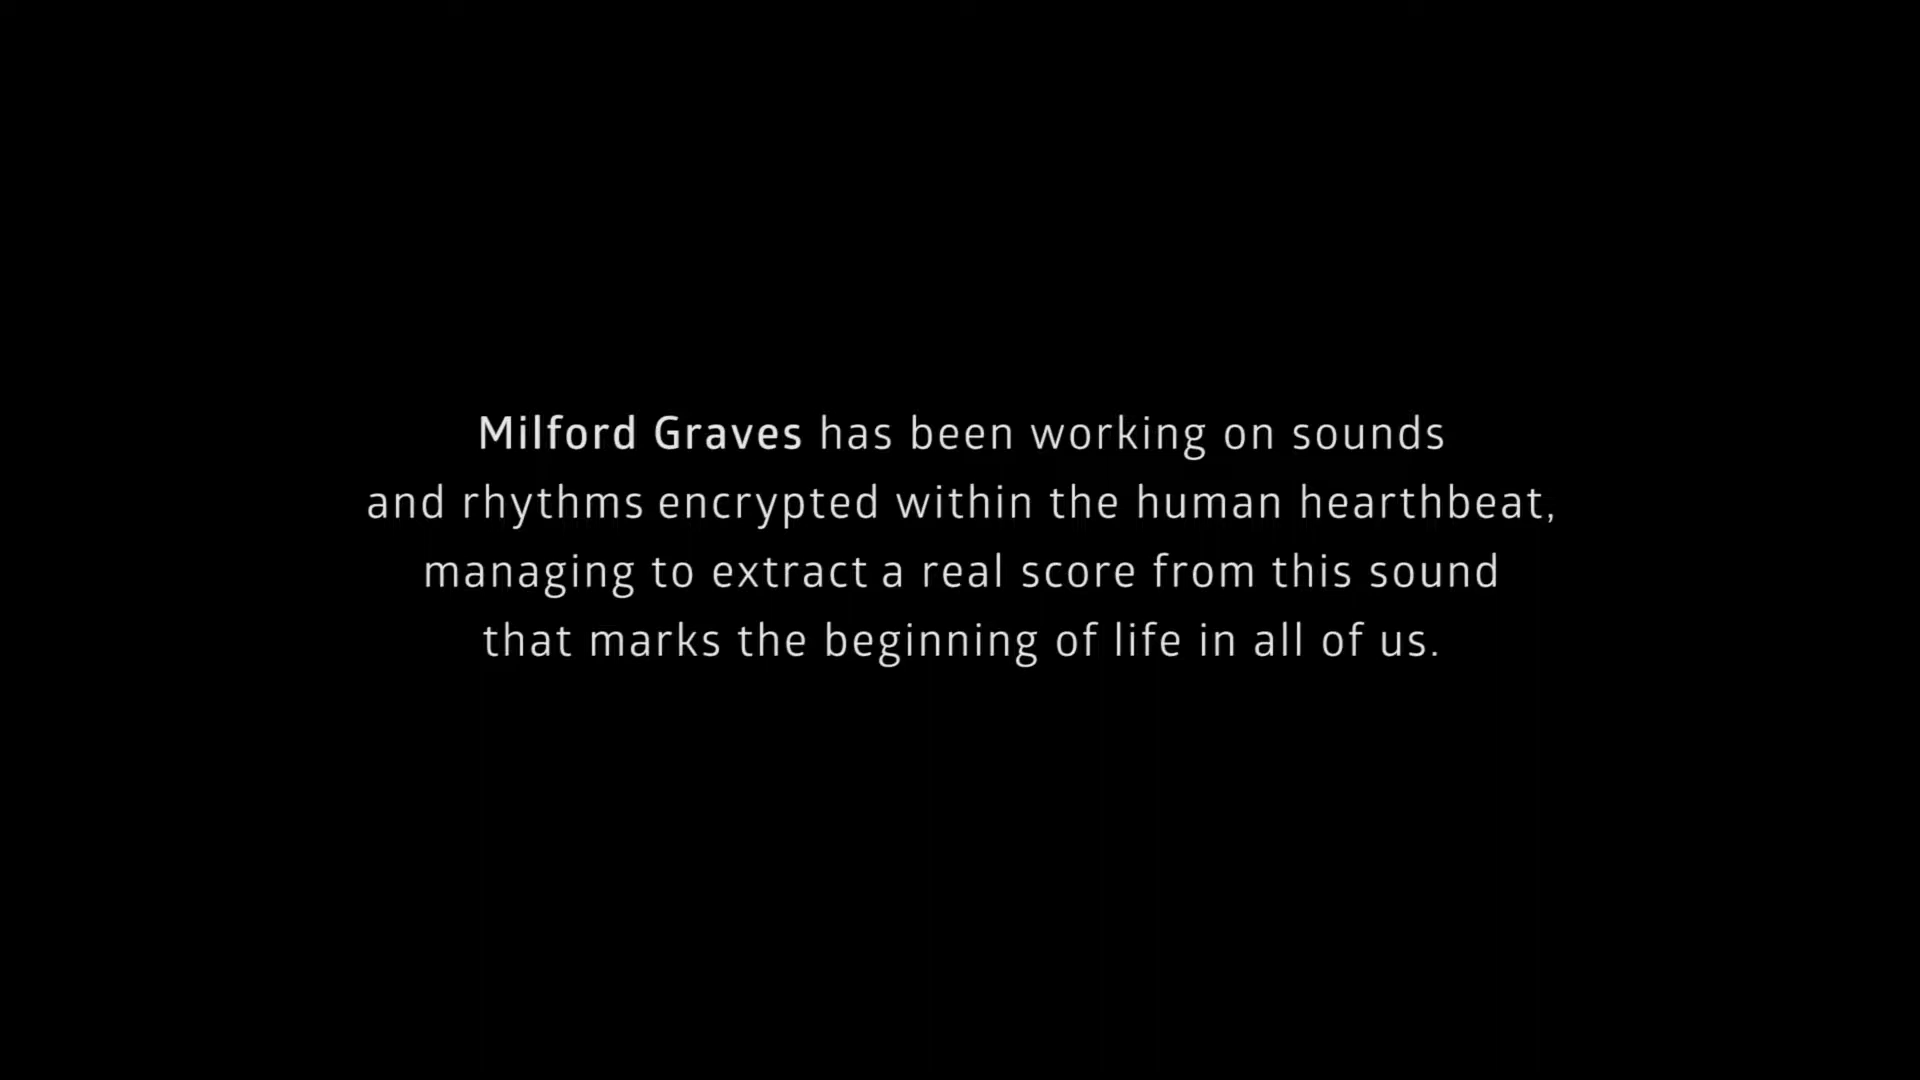 Milford Graves has been working on sounds
and rhythms encrypted within the human hearthbeat,
managing to extract a real score from this sound
that marks the beginning of life in all of us.